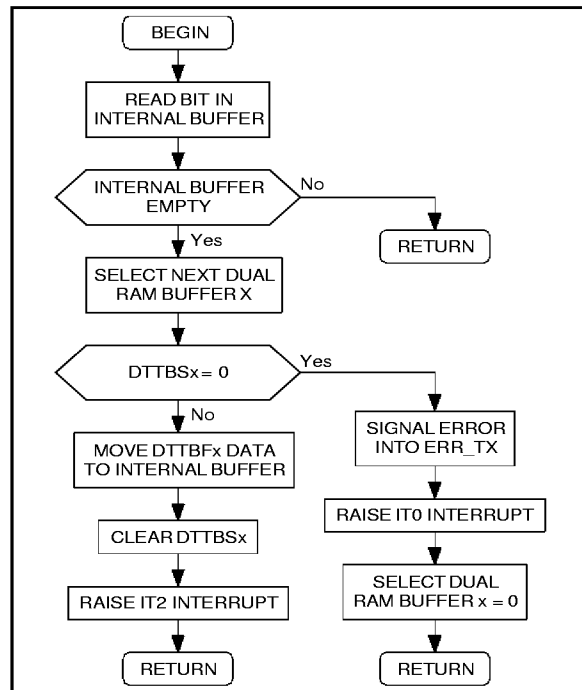 BEGIN
READ BIT IN
INTERNAL BUFFER
INTERNAL BUFFER
EMPTY
No
RETURN
Yes
SELECT NEXT DUAL
RAM BUFFER X
DTTBSx = 0
Yes
No
MOVE DTTBFx DATA
TO INTERNAL BUFFER
CLEAR DTTBSx
RAISE IT2 INTERRUPT
RETURN
SIGNAL ERROR
INTO ERR_TX
RAISE IT0 INTERRUPT
SELECT DUAL
RAM BUFFER x = 0
RETURN